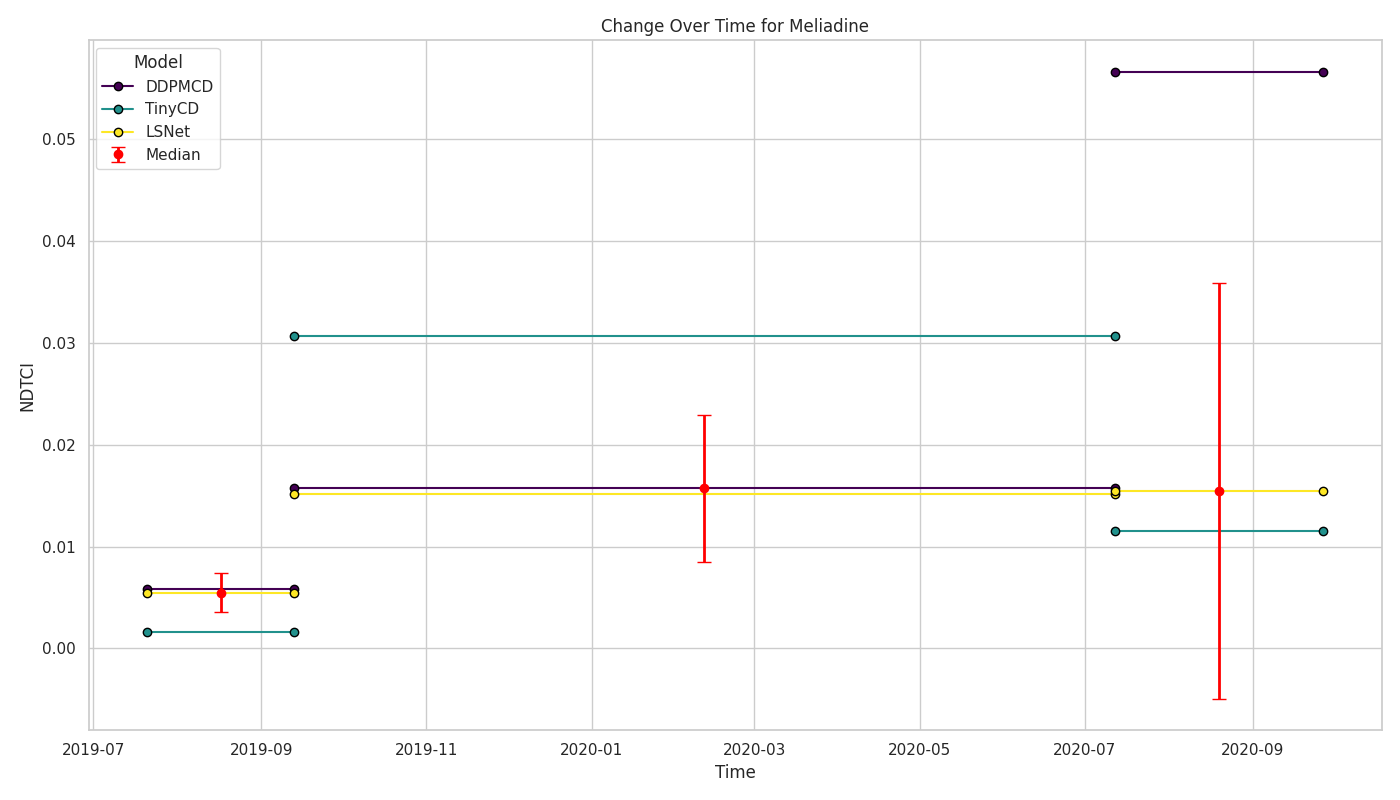 Change Over Time for Meliadine
Model
DDPMCD
TinyCD
LSNet
Median
NDTCI
0.05
0.04
0.03
0.02
0.01
0.00
2019-07
2019-09
2019-11
2020-01
2020-03
2020-05
2020-07
2020-09
Time